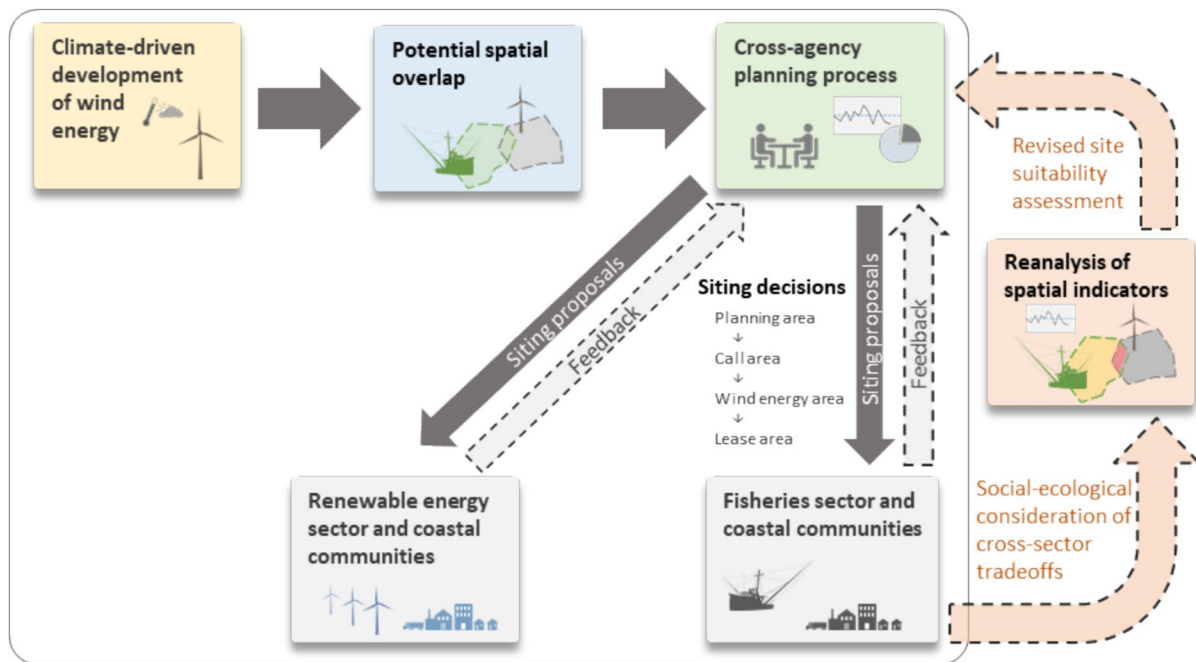 Climate-driven
development
of wind
energy
Potential spatial
overlap
Cross-agency
planning process
Revised site
suitability
assessment
Siting proposals
Feedback
Siting decisions
Planning area
↓
Call area
↓
Wind energy area
↓
Lease area
Siting proposals
Feedback
Reanalysis of
spatial indicators
Renewable energy
sector and coastal
communities
Fisheries sector and
coastal communities
Social-ecological
consideration of
cross-sector
tradeoffs